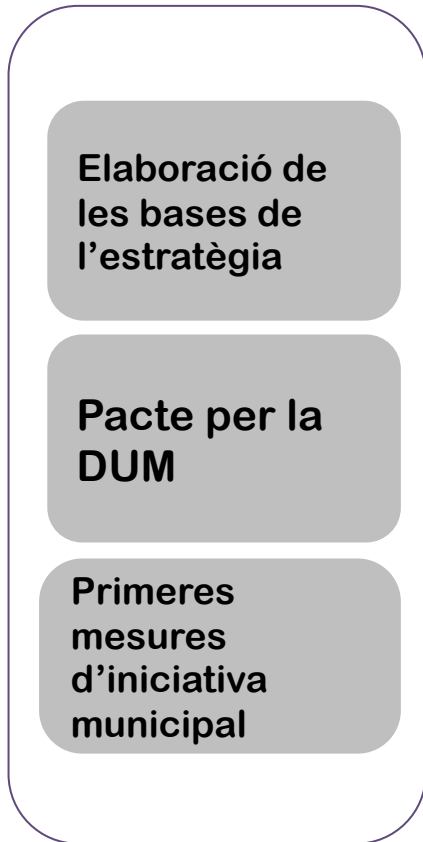 Elaboració de
les bases de
l’estratègia
Pacte per la
DUM
Primeres
mesures
d’iniciativa
municipal